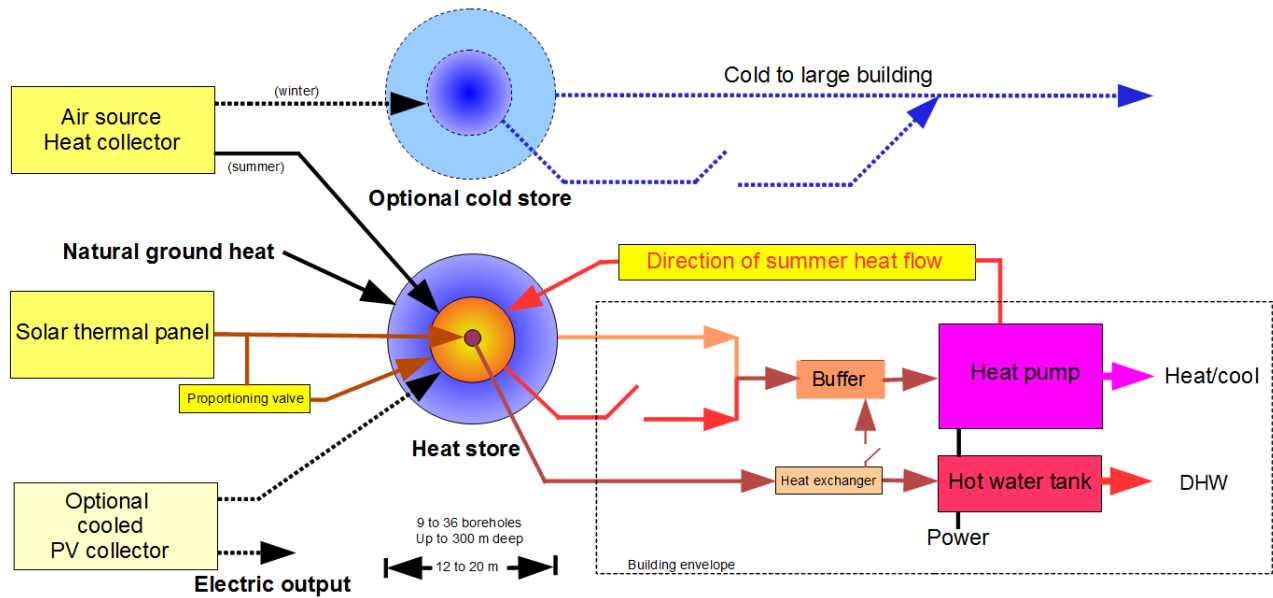 Cold to large building
(winter)
Air source
Heat collector
(summer)
Optional cold store
Natural ground heat
Direction of summer heat flow
Solar thermal panel
Heat pump
Buffer
Heat/cool
Proportioning valve
Heat store
Heat exchanger
Hot water tank
DHW
Optional
cooled
PV collector
9 to 36 boreholes
Up to 300 m deep
Power
12 to 20 m
Building envelope
Electric output